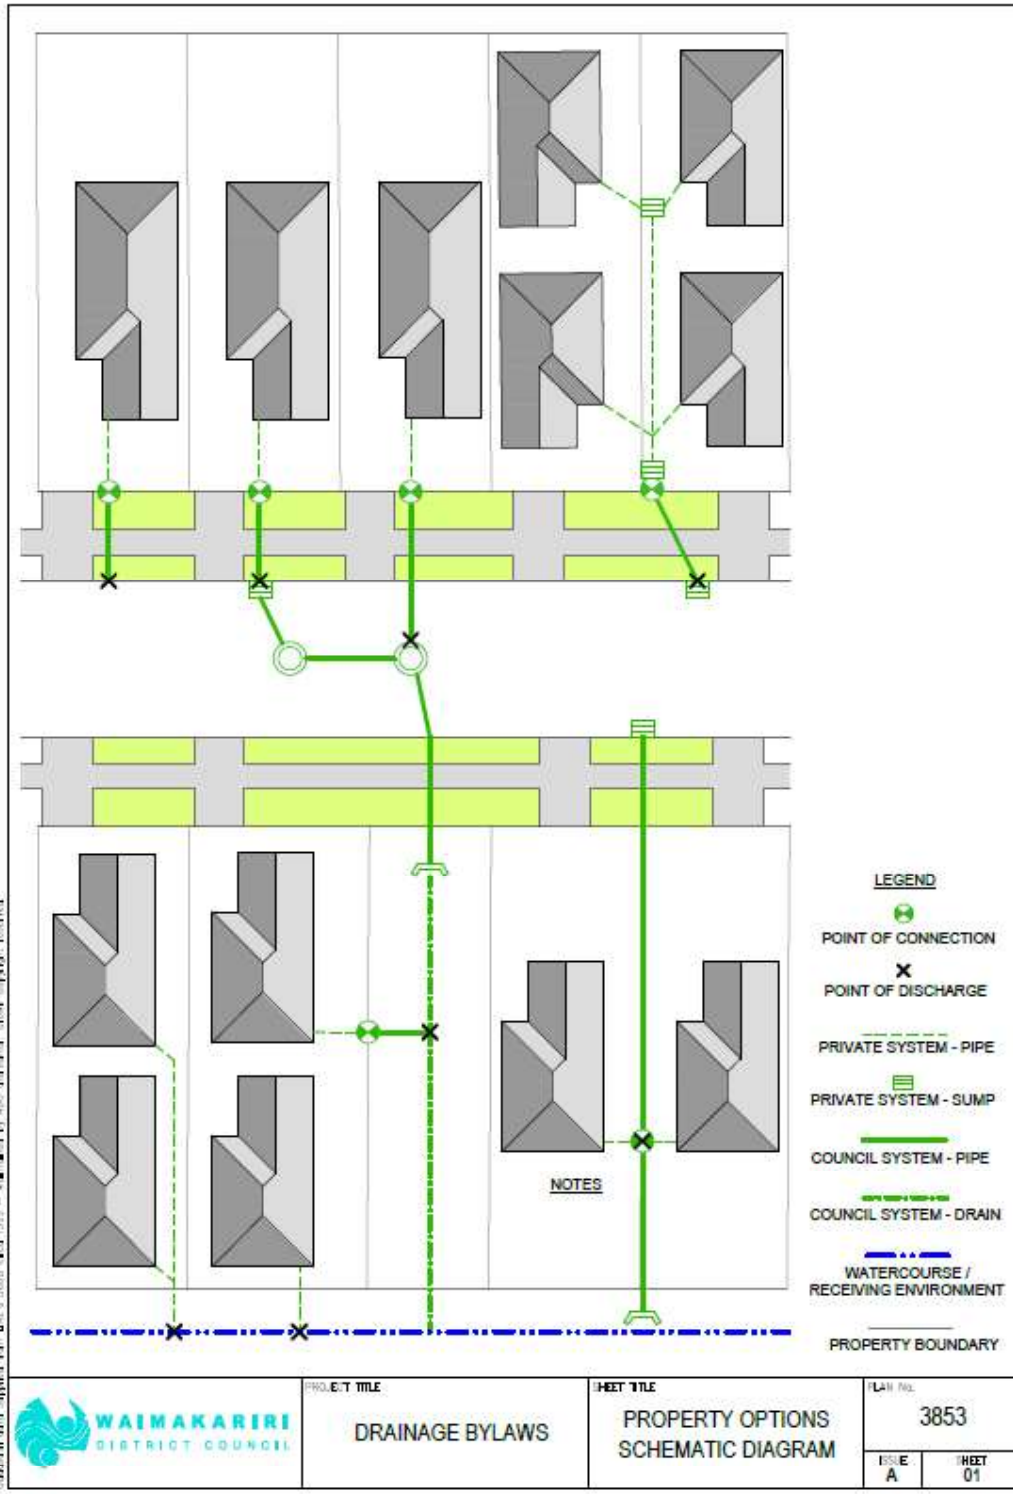 LEGEND
POINT OF CONNECTION
POINT OF DISCHARGE
PRIVATE SYSTEM - PIPE
PRIVATE SYSTEM - SUMP
COUNCIL SYSTEM - PIPE
COUNCIL SYSTEM - DRAIN
WATERCOURSE /
RECEIVING ENVIRONMENT
PROPERTY BOUNDARY
NOTES
WAIMAKARIRI
DISTRICT COUNCIL
PROJECT TITLE
DRAINAGE BYLAWS
SHEET TITLE
PROPERTY OPTIONS
SCHEMATIC DIAGRAM
PLAN No.
3853
ISSUE
A
SHEET
01